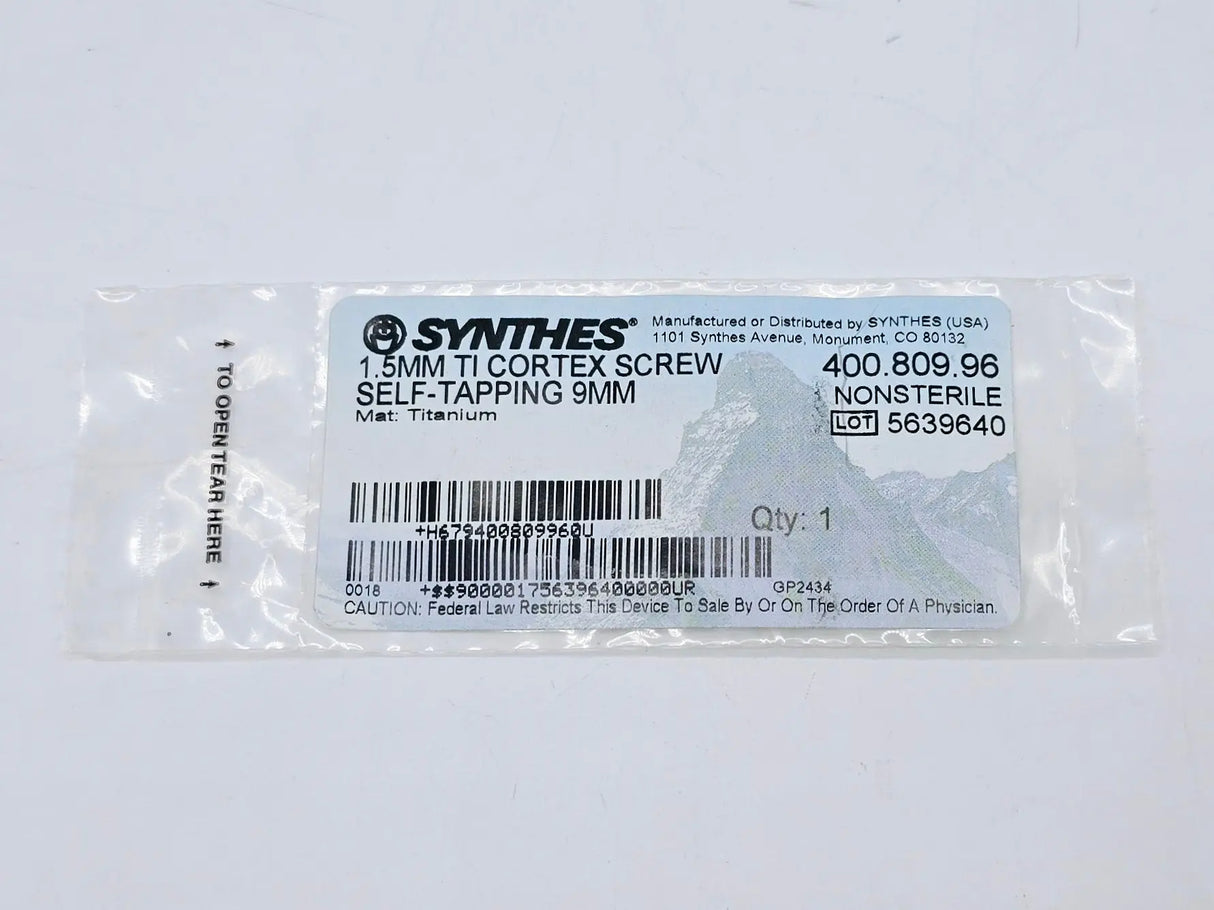 ↑ TO OPEN TEAR HERE ↑
SYNTHES®
Manufactured or Distributed by SYNTHES (USA)
1101 Synthes Avenue, Monument, CO 80132
1.5MM TI CORTEX SCREW
SELF-TAPPING 9MM
Mat: Titanium
400.809.96
NONSTERILE
LOT 5639640
+H679400809960U
Qty: 1
0018 +$$90000175639640000​0UR GP2434
CAUTION: Federal Law Restricts This Device To Sale By Or On The Order Of A Physician.